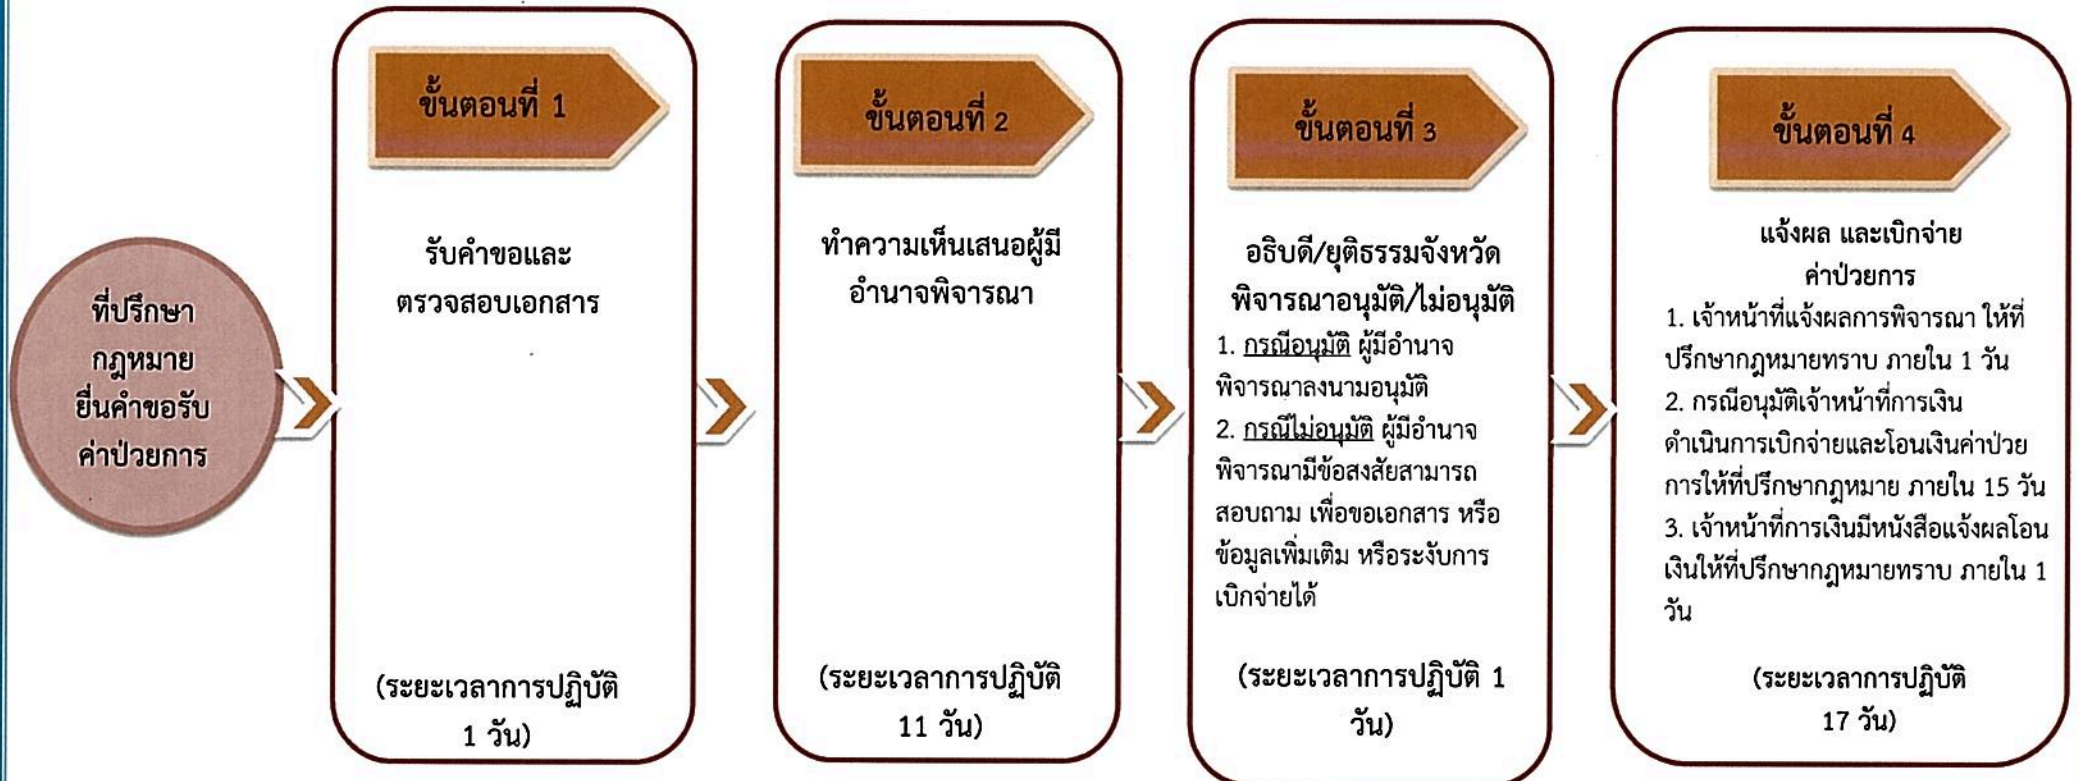 ที่ปรึกษา
กฎหมาย
ยื่นคำขอรับ
ค่าป่วยการ
ขั้นตอนที่ 1
รับคำขอและ
ตรวจสอบเอกสาร
(ระยะเวลาการปฏิบัติ
1 วัน)
ขั้นตอนที่ 2
ทำความเห็นเสนอผู้มี
อำนาจพิจารณา
(ระยะเวลาการปฏิบัติ
11 วัน)
ขั้นตอนที่ 3
อธิบดี/ยุติธรรมจังหวัด
พิจารณาอนุมัติ/ไม่อนุมัติ
1. กรณีอนุมัติ ผู้มีอำนาจ
พิจารณาลงนามอนุมัติ
2. กรณีไม่อนุมัติ ผู้มีอำนาจ
พิจารณามีข้อสงสัยสามารถ
สอบถาม เพื่อขอเอกสาร หรือ
ข้อมูลเพิ่มเติม หรือระงับการ
เบิกจ่ายได้
(ระยะเวลาการปฏิบัติ 1
วัน)
ขั้นตอนที่ 4
แจ้งผล และเบิกจ่าย
ค่าป่วยการ
1. เจ้าหน้าที่แจ้งผลการพิจารณา ให้ที่
ปรึกษากฎหมายทราบ ภายใน 1 วัน
2. กรณีอนุมัติเจ้าหน้าที่การเงิน
ดำเนินการเบิกจ่ายและโอนเงินค่าป่วย
การให้ที่ปรึกษากฎหมาย ภายใน 15 วัน
3. เจ้าหน้าที่การเงินมีหนังสือแจ้งผลโอน
เงินให้ที่ปรึกษากฎหมายทราบ ภายใน 1
วัน
(ระยะเวลาการปฏิบัติ
17 วัน)